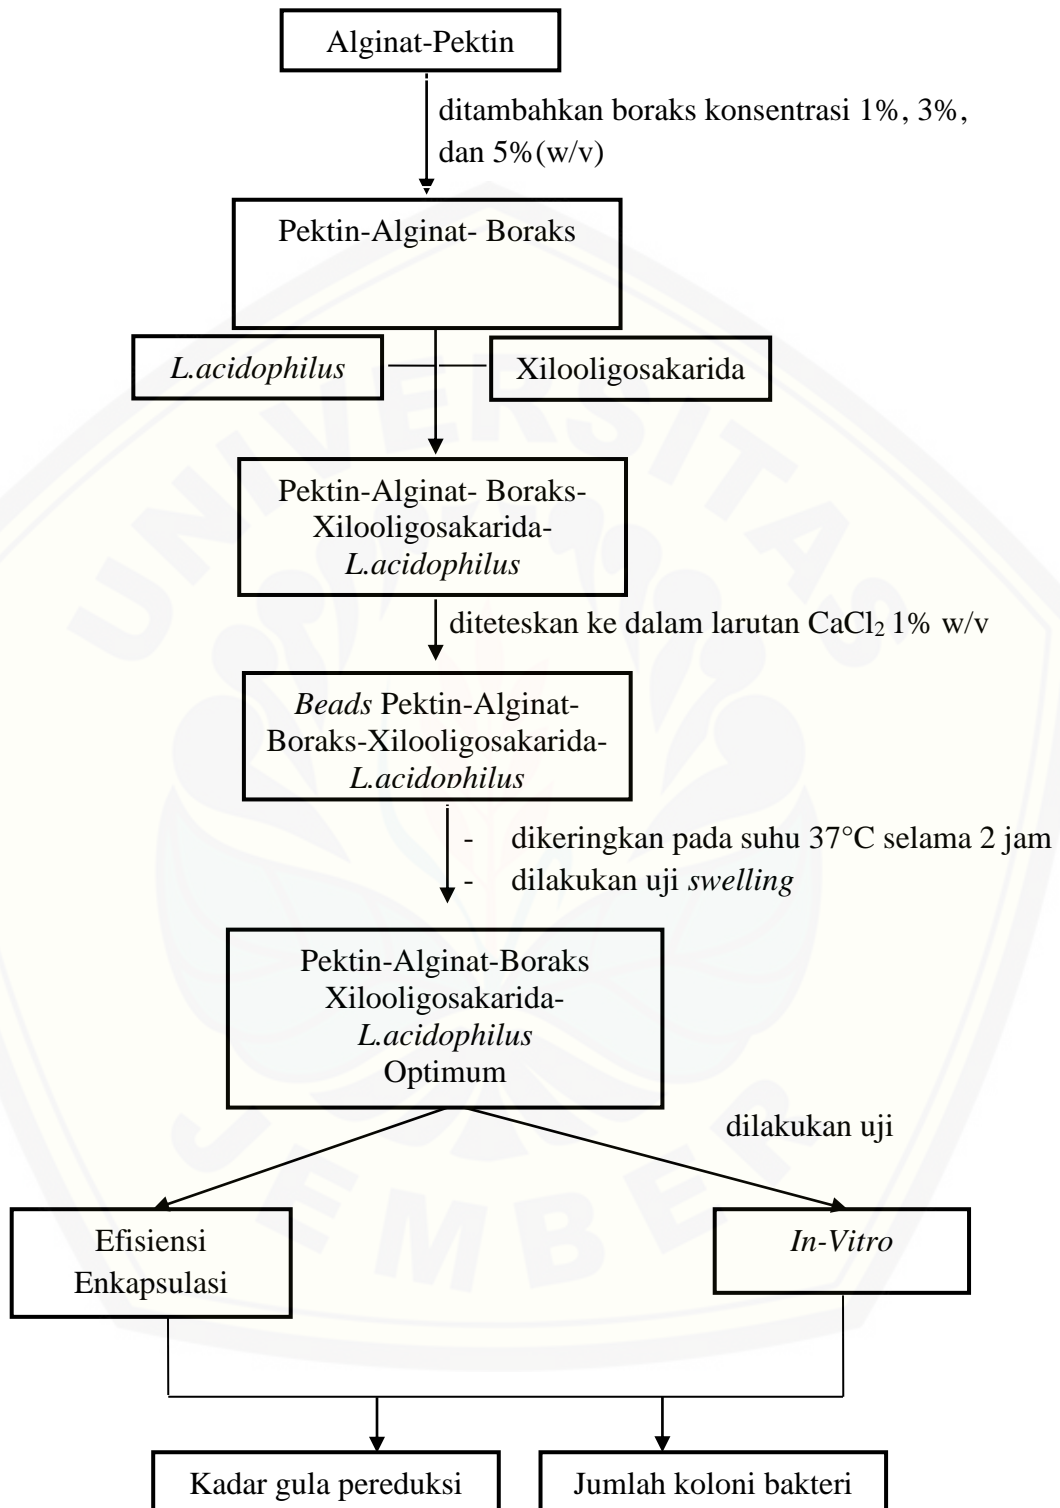 Alginat-Pektin
ditambahkan boraks konsentrasi 1%, 3%,
dan 5%(w/v)
Pektin-Alginat- Boraks
L.acidophilus
Xilooligosakarida
Pektin-Alginat- Boraks-
Xilooligosakarida-
L.acidophilus
diteteskan ke dalam larutan CaCl₂ 1% w/v
Beads Pektin-Alginat-
Boraks-Xilooligosakarida-
L.acidophilus
- dikeringkan pada suhu 37°C selama 2 jam
- dilakukan uji swelling
Pektin-Alginat-Boraks
Xilooligosakarida-
L.acidophilus
Optimum
dilakukan uji
Efisiensi
Enkapsulasi
In-Vitro
Kadar gula pereduksi
Jumlah koloni bakteri
UNIVERSITAS
JEMBER